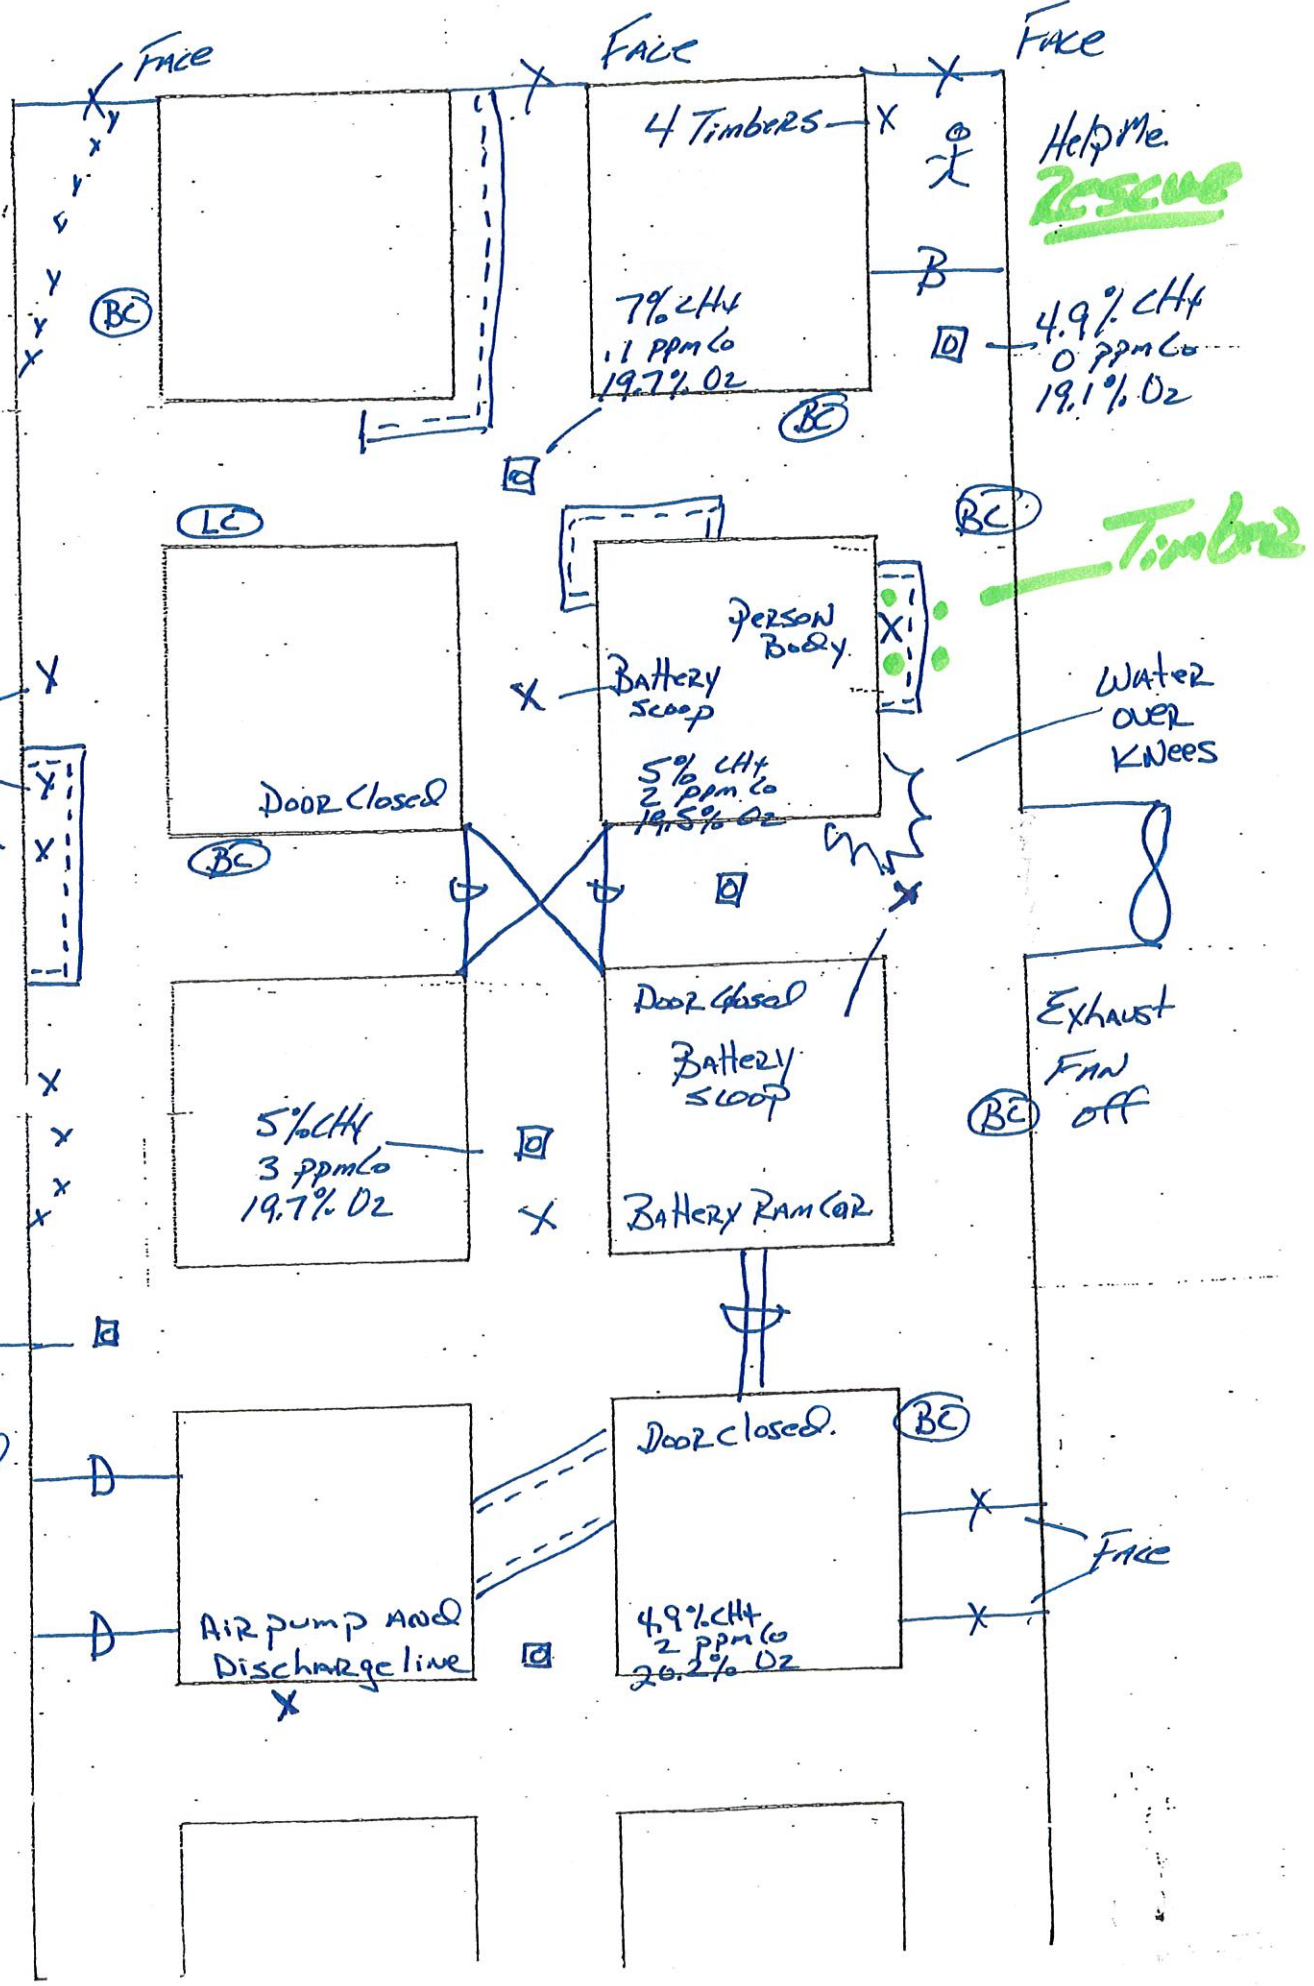 Face
Face
Face
4 Timbers
Help Me.
Rescue
B
7% CH4
.1 ppm Co
19.7% O2
4.9% CH4
0 ppm Co
19.1% O2
BC
BC
LC
BC
Timber
Person
Body
Battery
scoop
Water
over
Knees
5% CH4
2 ppm Co
19.5% O2
Door Closed
BC
Door Closed
Battery
scoop
Exhaust
Fan
off
BC
5% CH4
3 ppm Co
19.7% O2
Battery Ram Car
Door Closed.
BC
D
Face
Air pump And
Discharge line
D
4.9% CH4
2 ppm Co
20.2% O2